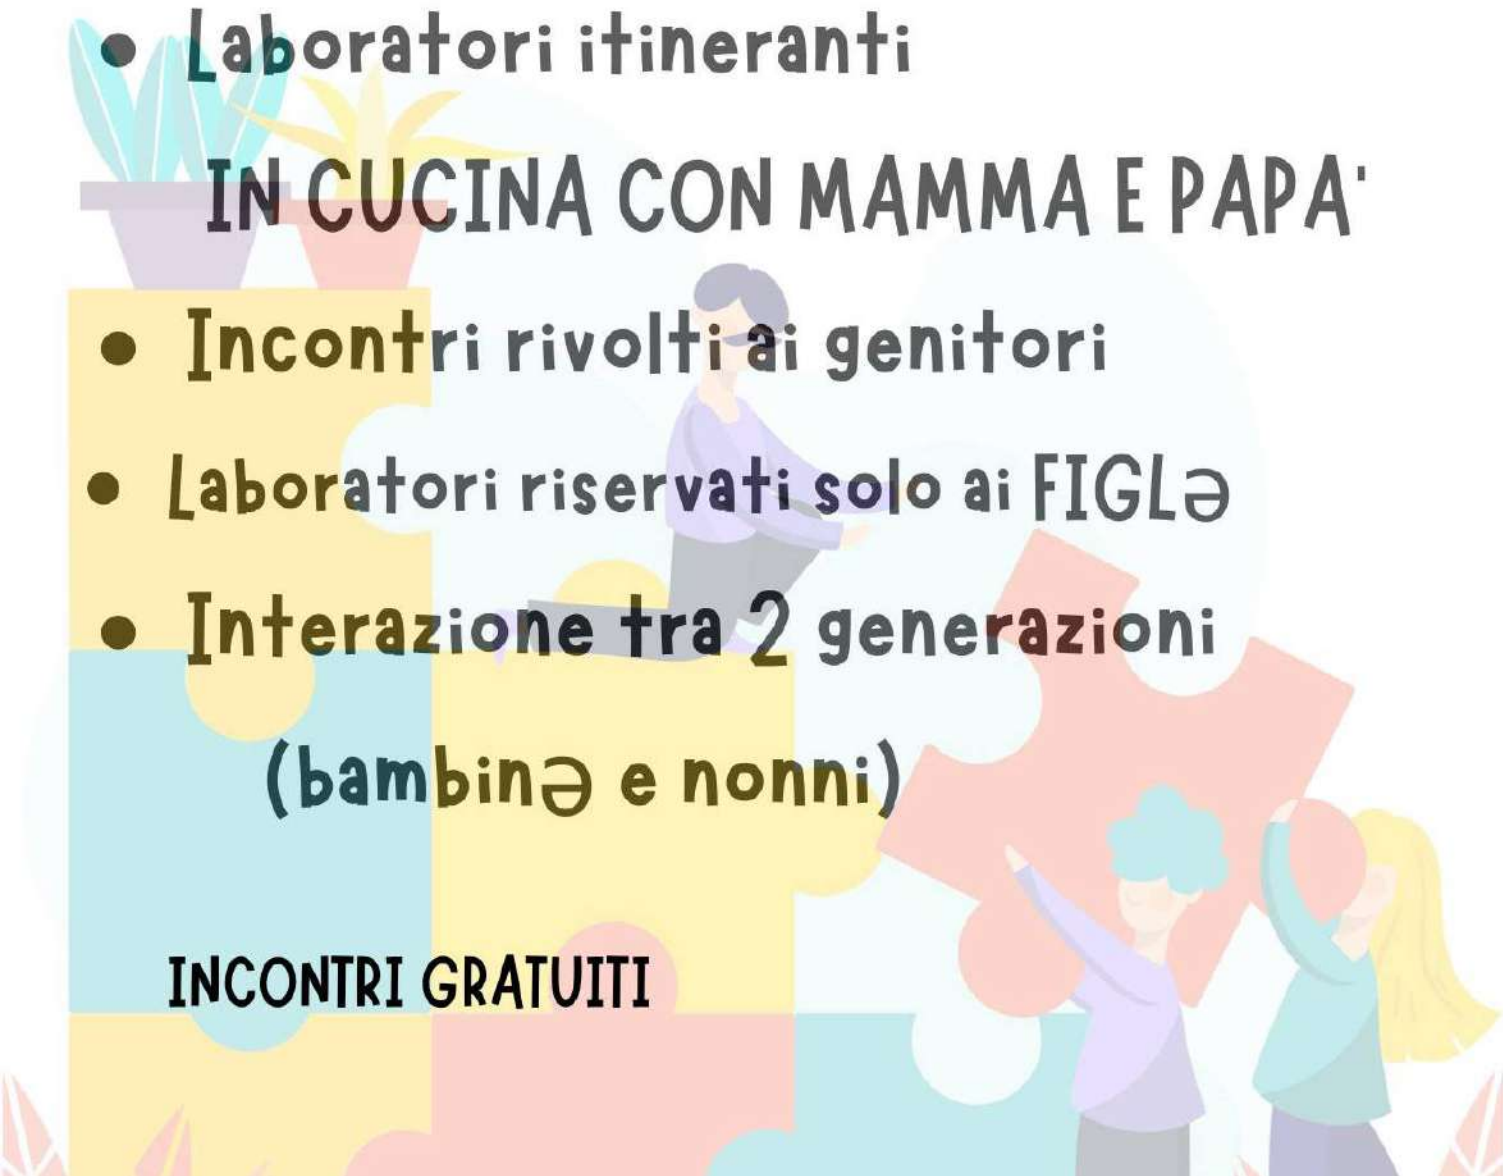 • Laboratori itineranti
IN CUCINA CON MAMMA E PAPA'
• Incontri rivolti ai genitori
• Laboratori riservati solo ai FIGLƏ
• Interazione tra 2 generazioni
(bambinə e nonni)
INCONTRI GRATUITI